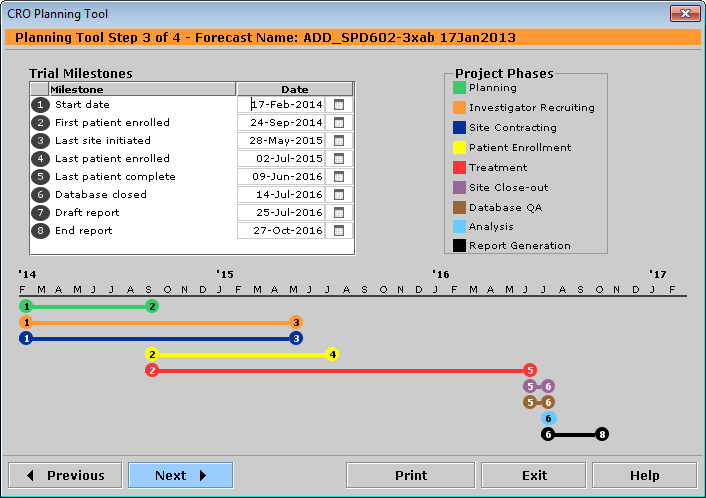 CRO Planning Tool
Planning Tool Step 3 of 4 - Forecast Name: ADD_SPD602-3xab 17Jan2013
Trial Milestones
Milestone Date
1 Start date 17-Feb-2014
2 First patient enrolled 24-Sep-2014
3 Last site initiated 28-May-2015
4 Last patient enrolled 02-Jul-2015
5 Last patient complete 09-Jun-2016
6 Database closed 14-Jul-2016
7 Draft report 25-Jul-2016
8 End report 27-Oct-2016
Project Phases
Planning
Investigator Recruiting
Site Contracting
Patient Enrollment
Treatment
Site Close-out
Database QA
Analysis
Report Generation
'14 '15 '16 '17
F M A M J J A S O N D J F M A M J J A S O N D J F M A M J J A S O N D J F
1 2
1 3
1 3
2 4
2 5
5 6
5 6
6
6 8
Previous Next Print Exit Help